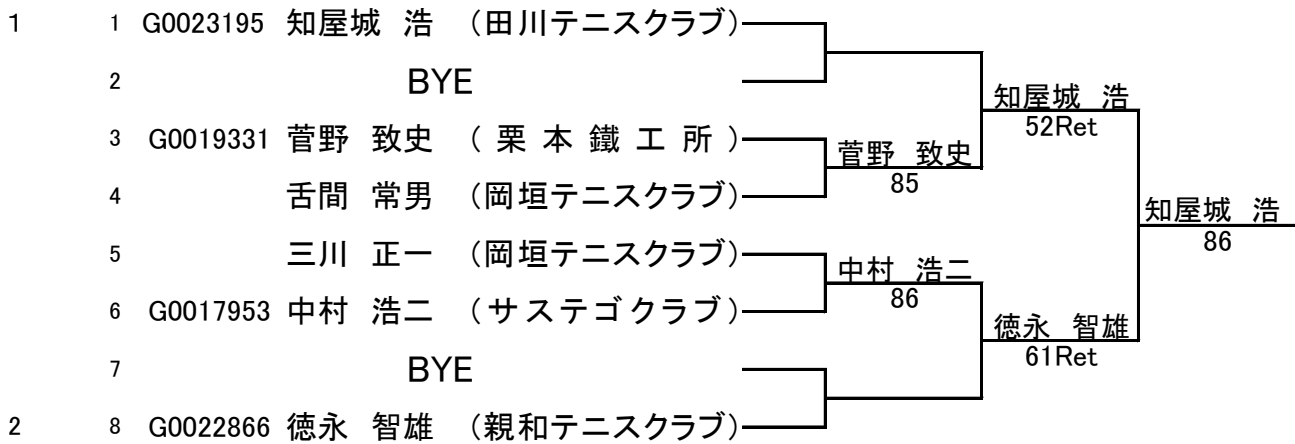 1 1 G0023195 知屋城 浩 (田川テニスクラブ)
2 BYE
知屋城 浩
52Ret
3 G0019331 菅野 致史 (栗本鐵工所)
菅野 致史
85
4 舌間 常男 (岡垣テニスクラブ)
知屋城 浩
86
5 三川 正一 (岡垣テニスクラブ)
中村 浩二
86
6 G0017953 中村 浩二 (サステゴクラブ)
徳永 智雄
61Ret
7 BYE
2 8 G0022866 徳永 智雄 (親和テニスクラブ)